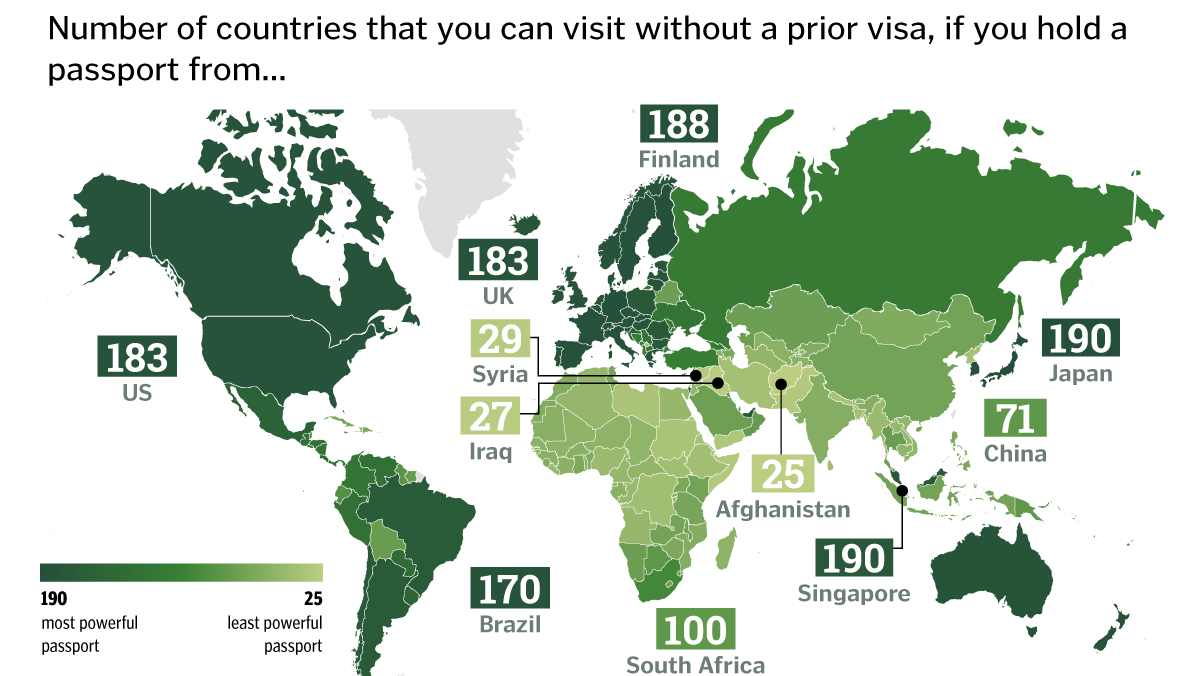 Number of countries that you can visit without a prior visa, if you hold a
passport from...
188
Finland
183
UK
183
US
29
Syria
27
Iraq
190
Japan
71
China
25
Afghanistan
190
Singapore
170
Brazil
100
South Africa
190
most powerful
passport
25
least powerful
passport